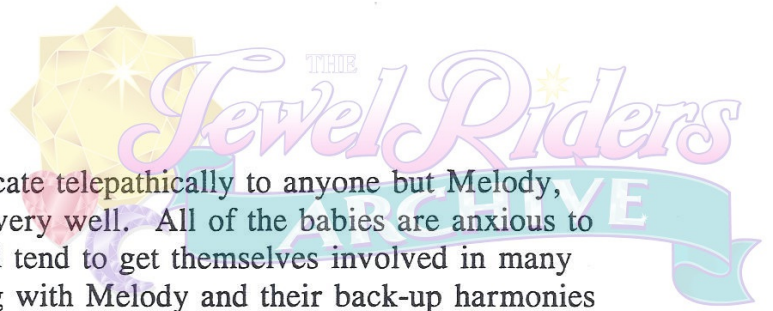 THE
Jewel Riders
ARCHIVE
cate telepathically to anyone but Melody,
very well. All of the babies are anxious to
tend to get themselves involved in many
with Melody and their back-up harmonies